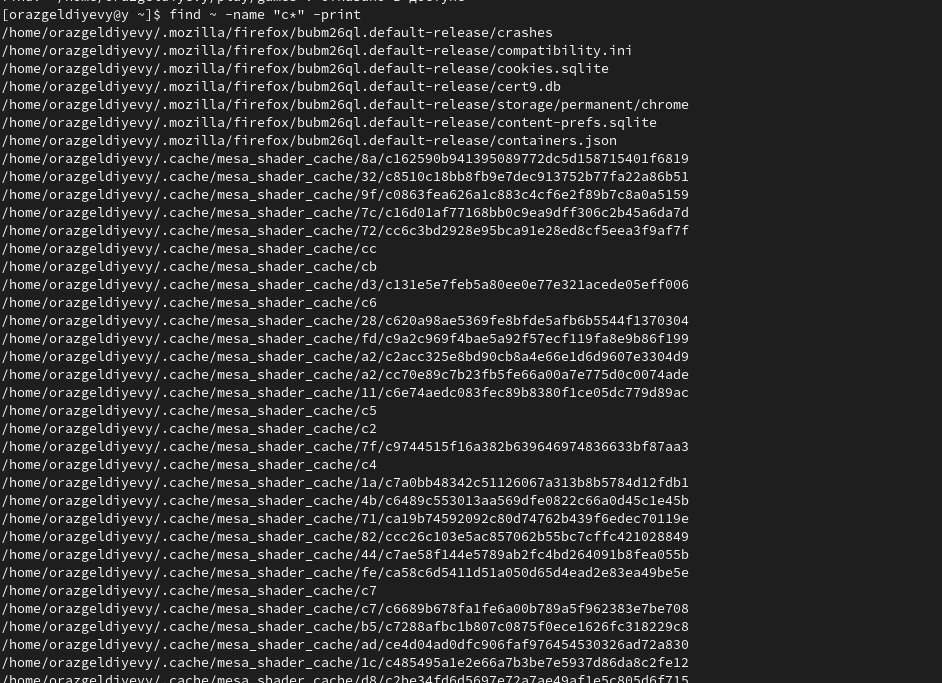 [orazgeldiyevy@y ~]$ find ~ -name "c*" -print
/home/orazgeldiyevy/.mozilla/firefox/bubm26ql.default-release/crashes
/home/orazgeldiyevy/.mozilla/firefox/bubm26ql.default-release/compatibility.ini
/home/orazgeldiyevy/.mozilla/firefox/bubm26ql.default-release/cookies.sqlite
/home/orazgeldiyevy/.mozilla/firefox/bubm26ql.default-release/cert9.db
/home/orazgeldiyevy/.mozilla/firefox/bubm26ql.default-release/storage/permanent/chrome
/home/orazgeldiyevy/.mozilla/firefox/bubm26ql.default-release/content-prefs.sqlite
/home/orazgeldiyevy/.mozilla/firefox/bubm26ql.default-release/containers.json
/home/orazgeldiyevy/.cache/mesa_shader_cache/8a/c162590b941395089772dc5d158715401f6819
/home/orazgeldiyevy/.cache/mesa_shader_cache/32/c8510c18bb8fb9e7dec913752b77fa22a86b51
/home/orazgeldiyevy/.cache/mesa_shader_cache/9f/c0863fea626a1c883c4cf6e2f89b7c8a0a5159
/home/orazgeldiyevy/.cache/mesa_shader_cache/7c/c16d01af77168bb0c9ea9dff306c2b45a6da7d
/home/orazgeldiyevy/.cache/mesa_shader_cache/72/cc6c3bd2928e95bca91e28ed8cf5eea3f9af7f
/home/orazgeldiyevy/.cache/mesa_shader_cache/cc
/home/orazgeldiyevy/.cache/mesa_shader_cache/cb
/home/orazgeldiyevy/.cache/mesa_shader_cache/d3/c131e5e7feb5a80ee0e77e321acede05eff006
/home/orazgeldiyevy/.cache/mesa_shader_cache/c6
/home/orazgeldiyevy/.cache/mesa_shader_cache/28/c620a98ae5369fe8bfde5afb6b5544f1370304
/home/orazgeldiyevy/.cache/mesa_shader_cache/fd/c9a2c969f4bae5a92f57ecf119fa8e9b86f199
/home/orazgeldiyevy/.cache/mesa_shader_cache/a2/c2acc325e8bd90cb8a4e66e1d6d9607e3304d9
/home/orazgeldiyevy/.cache/mesa_shader_cache/a2/cc70e89c7b23fb5fe66a00a7e775d0c0074ade
/home/orazgeldiyevy/.cache/mesa_shader_cache/11/c6e74aedc083fec89b8380f1ce05dc779d89ac
/home/orazgeldiyevy/.cache/mesa_shader_cache/c5
/home/orazgeldiyevy/.cache/mesa_shader_cache/c2
/home/orazgeldiyevy/.cache/mesa_shader_cache/7f/c9744515f16a382b639646974836633bf87aa3
/home/orazgeldiyevy/.cache/mesa_shader_cache/c4
/home/orazgeldiyevy/.cache/mesa_shader_cache/1a/c7a0bb48342c51126067a313b8b5784d12fdb1
/home/orazgeldiyevy/.cache/mesa_shader_cache/4b/c6489c553013aa569dfe0822c66a0d45c1e45b
/home/orazgeldiyevy/.cache/mesa_shader_cache/71/ca19b74592092c80d74762b439f6edec70119e
/home/orazgeldiyevy/.cache/mesa_shader_cache/82/ccc26c103e5ac857062b55bc7cffc421028849
/home/orazgeldiyevy/.cache/mesa_shader_cache/44/c7ae58f144e5789ab2fc4bd264091b8fea055b
/home/orazgeldiyevy/.cache/mesa_shader_cache/fe/ca58c6d5411d51a050d65d4ead2e83ea49be5e
/home/orazgeldiyevy/.cache/mesa_shader_cache/c7
/home/orazgeldiyevy/.cache/mesa_shader_cache/c7/c6689b678fa1fe6a00b789a5f962383e7be708
/home/orazgeldiyevy/.cache/mesa_shader_cache/b5/c7288afbc1b807c0875f0ece1626fc318229c8
/home/orazgeldiyevy/.cache/mesa_shader_cache/ad/ce4d04ad0dfc906faf976454530326ad72a830
/home/orazgeldiyevy/.cache/mesa_shader_cache/1c/c485495a1e2e66a7b3be7e5937d86da8c2fe12
/home/orazgeldiyevy/.cache/mesa_shader_cache/d8/c2be34fd6d5697e72a7ae49af1e5c805d6f715